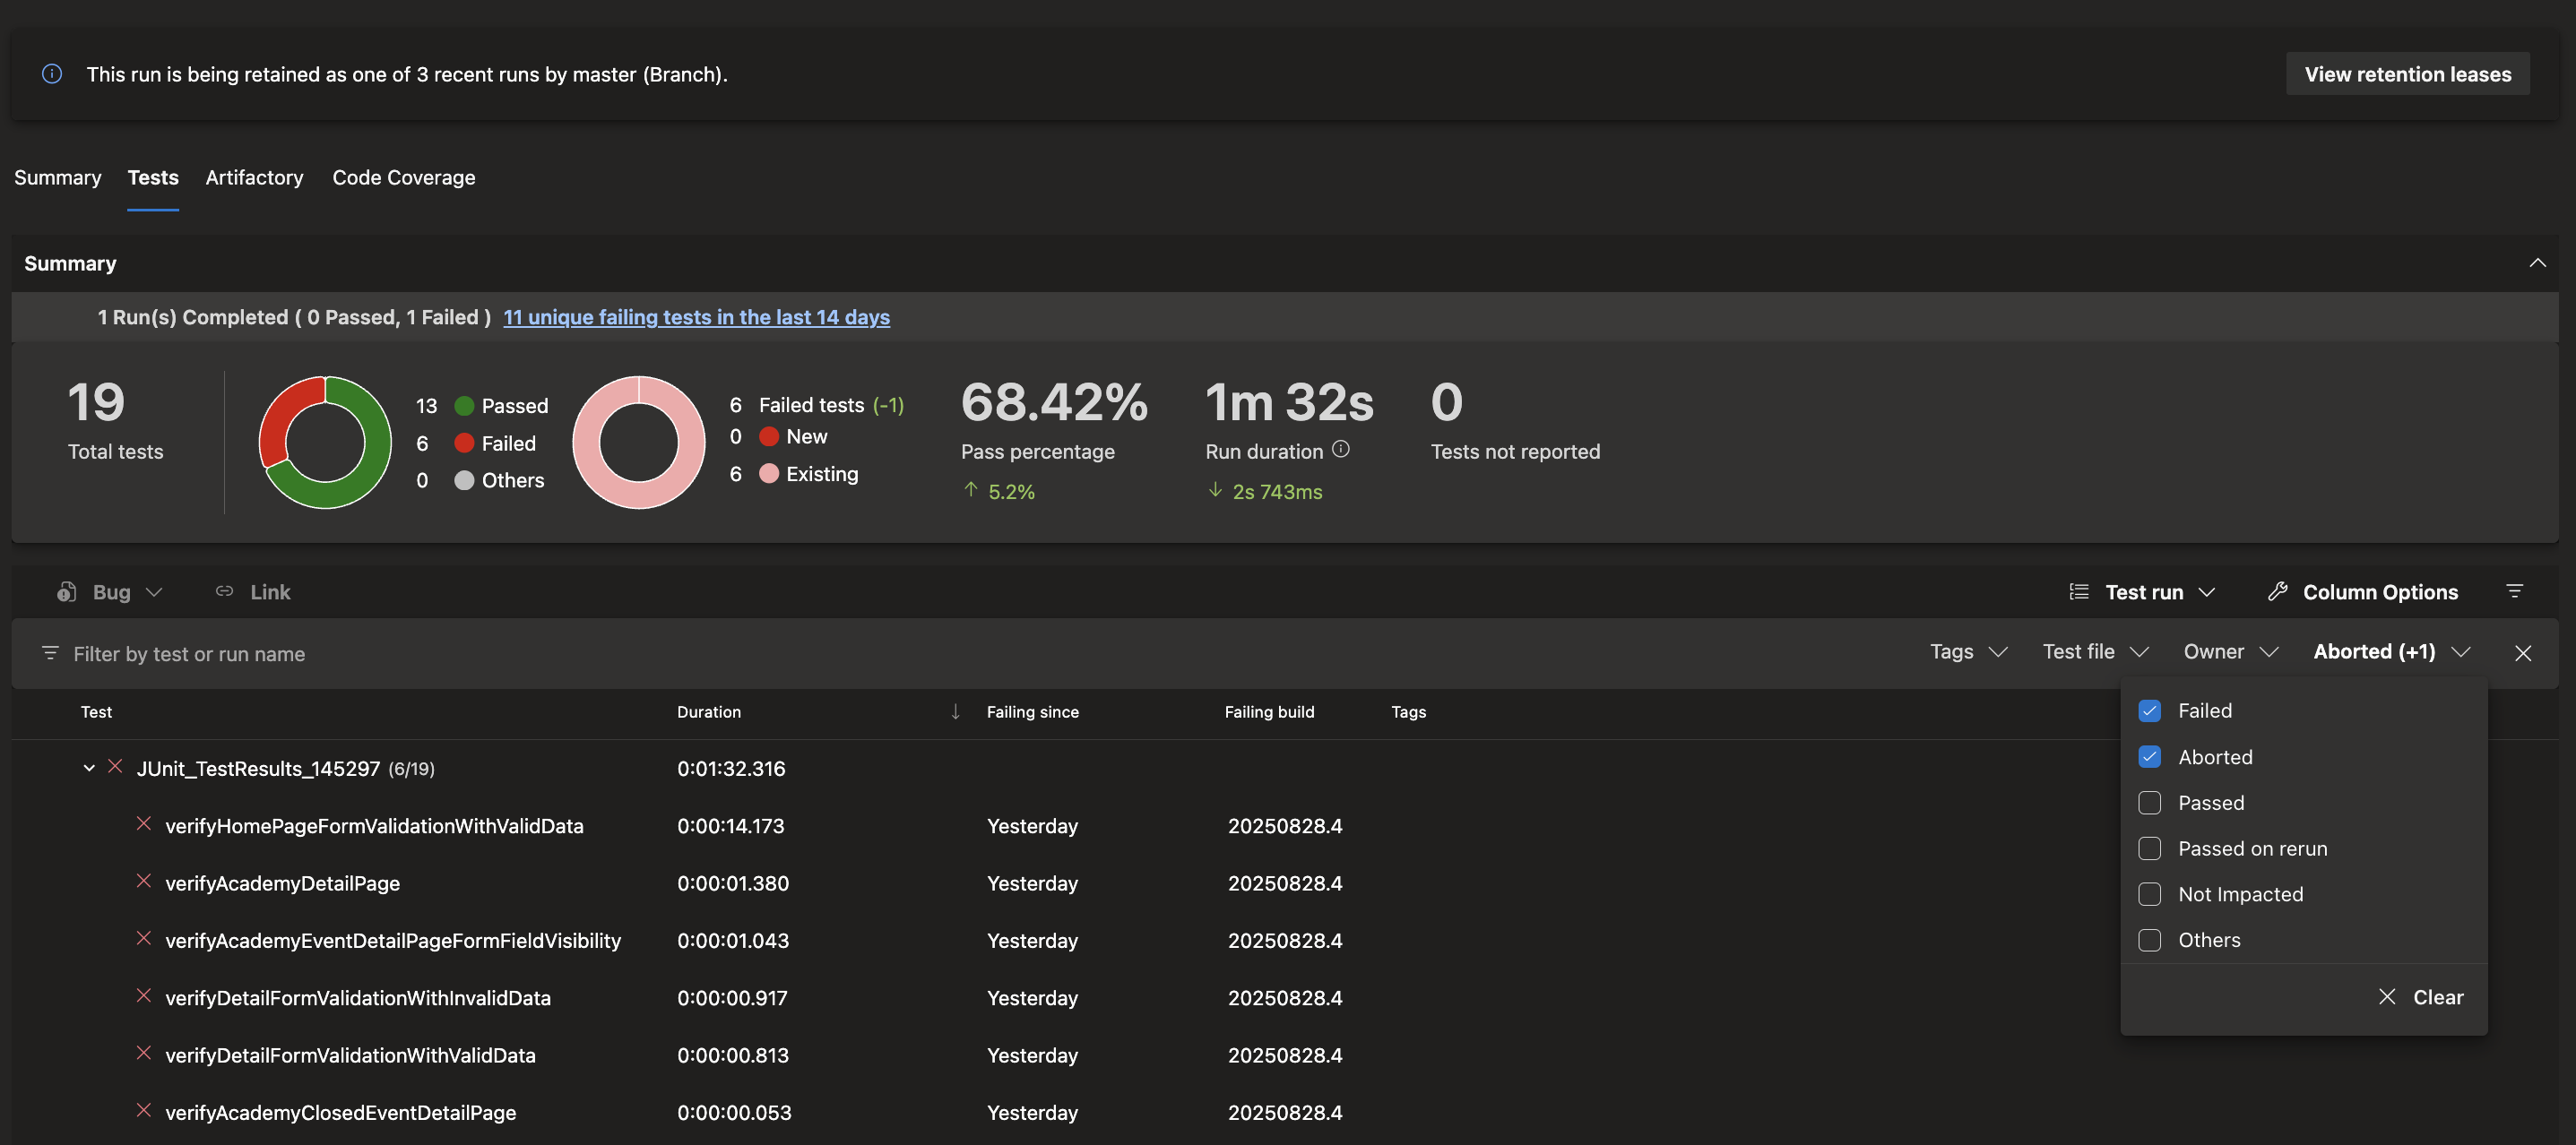 This run is being retained as one of 3 recent runs by master (Branch).
View retention leases
Summary Tests Artifactory Code Coverage
Summary
1 Run(s) Completed ( 0 Passed, 1 Failed ) 11 unique failing tests in the last 14 days
19
Total tests
13 Passed
6 Failed
0 Others
6 Failed tests (-1)
0 New
6 Existing
68.42%
Pass percentage
↑ 5.2%
1m 32s
Run duration
↓ 2s 743ms
0
Tests not reported
Bug Link Test run Column Options
Filter by test or run name Tags Test file Owner Aborted (+1)
Test Duration ↓ Failing since Failing build Tags
JUnit_TestResults_145297 (6/19) 0:01:32.316
verifyHomePageFormValidationWithValidData 0:00:14.173 Yesterday 20250828.4
verifyAcademyDetailPage 0:00:01.380 Yesterday 20250828.4
verifyAcademyEventDetailPageFormFieldVisibility 0:00:01.043 Yesterday 20250828.4
verifyDetailFormValidationWithInvalidData 0:00:00.917 Yesterday 20250828.4
verifyDetailFormValidationWithValidData 0:00:00.813 Yesterday 20250828.4
verifyAcademyClosedEventDetailPage 0:00:00.053 Yesterday 20250828.4
Failed
Aborted
Passed
Passed on rerun
Not Impacted
Others
Clear